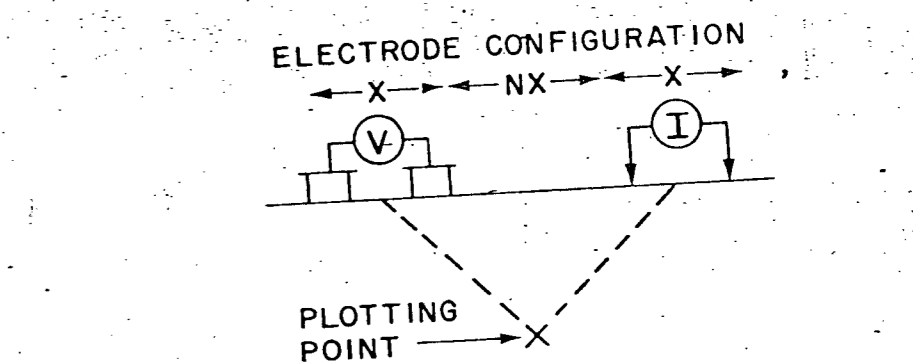 ELECTRODE CONFIGURATION
X NX X
V I
PLOTTING
POINT X